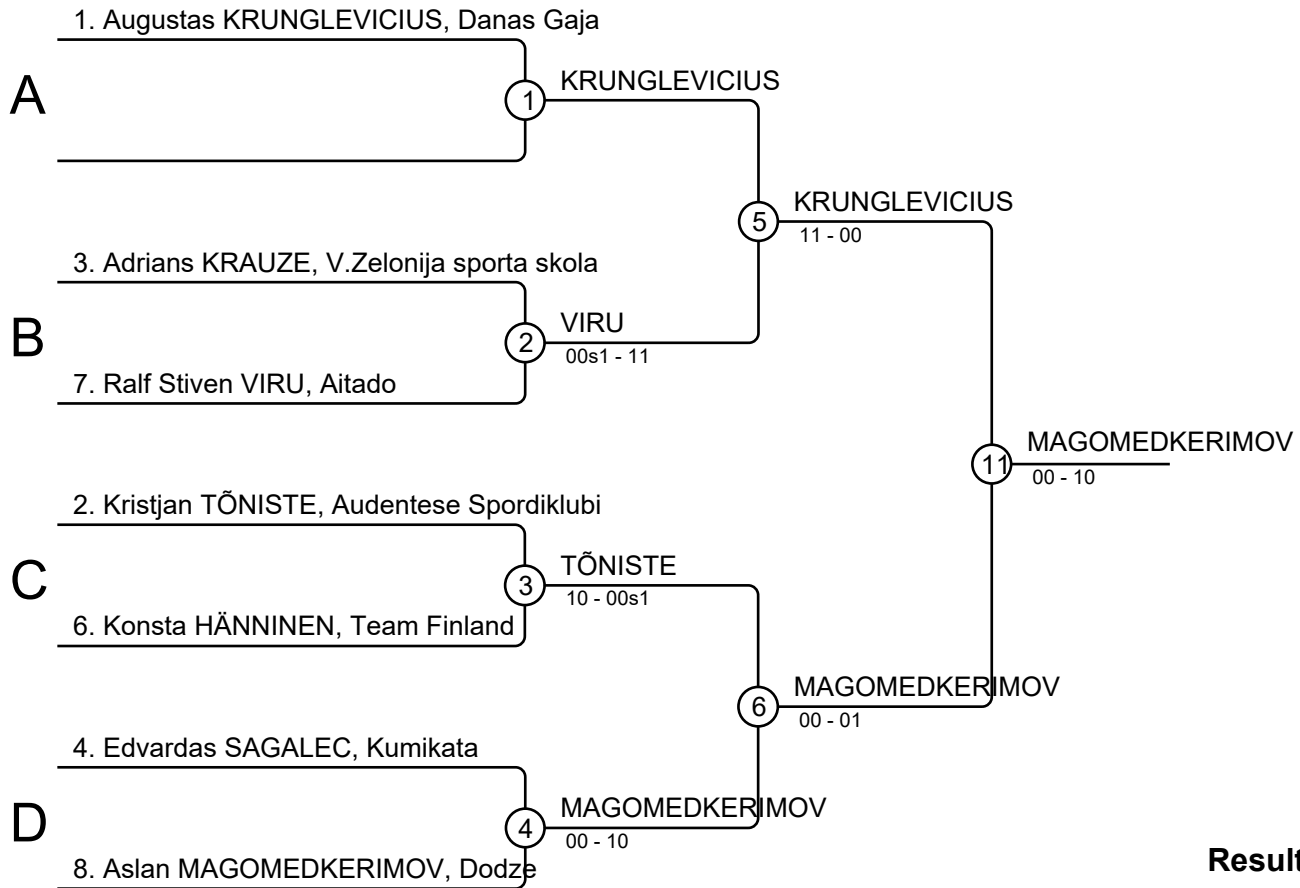 1. Augustas KRUNGLEVICIUS, Danas Gaja
A
1
KRUNGLEVICIUS
5
KRUNGLEVICIUS
11 - 00
3. Adrians KRAUZE, V.Zelonija sporta skola
B
2
VIRU
00s1 - 11
7. Ralf Stiven VIRU, Aitado
11
MAGOMEDKERIMOV
00 - 10
2. Kristjan TÕNISTE, Audentese Spordiklubi
C
3
TÕNISTE
10 - 00s1
6. Konsta HÄNNINEN, Team Finland
6
MAGOMEDKERIMOV
00 - 01
4. Edvardas SAGALEC, Kumikata
D
4
MAGOMEDKERIMOV
00 - 10
8. Aslan MAGOMEDKERIMOV, Dodze
Result